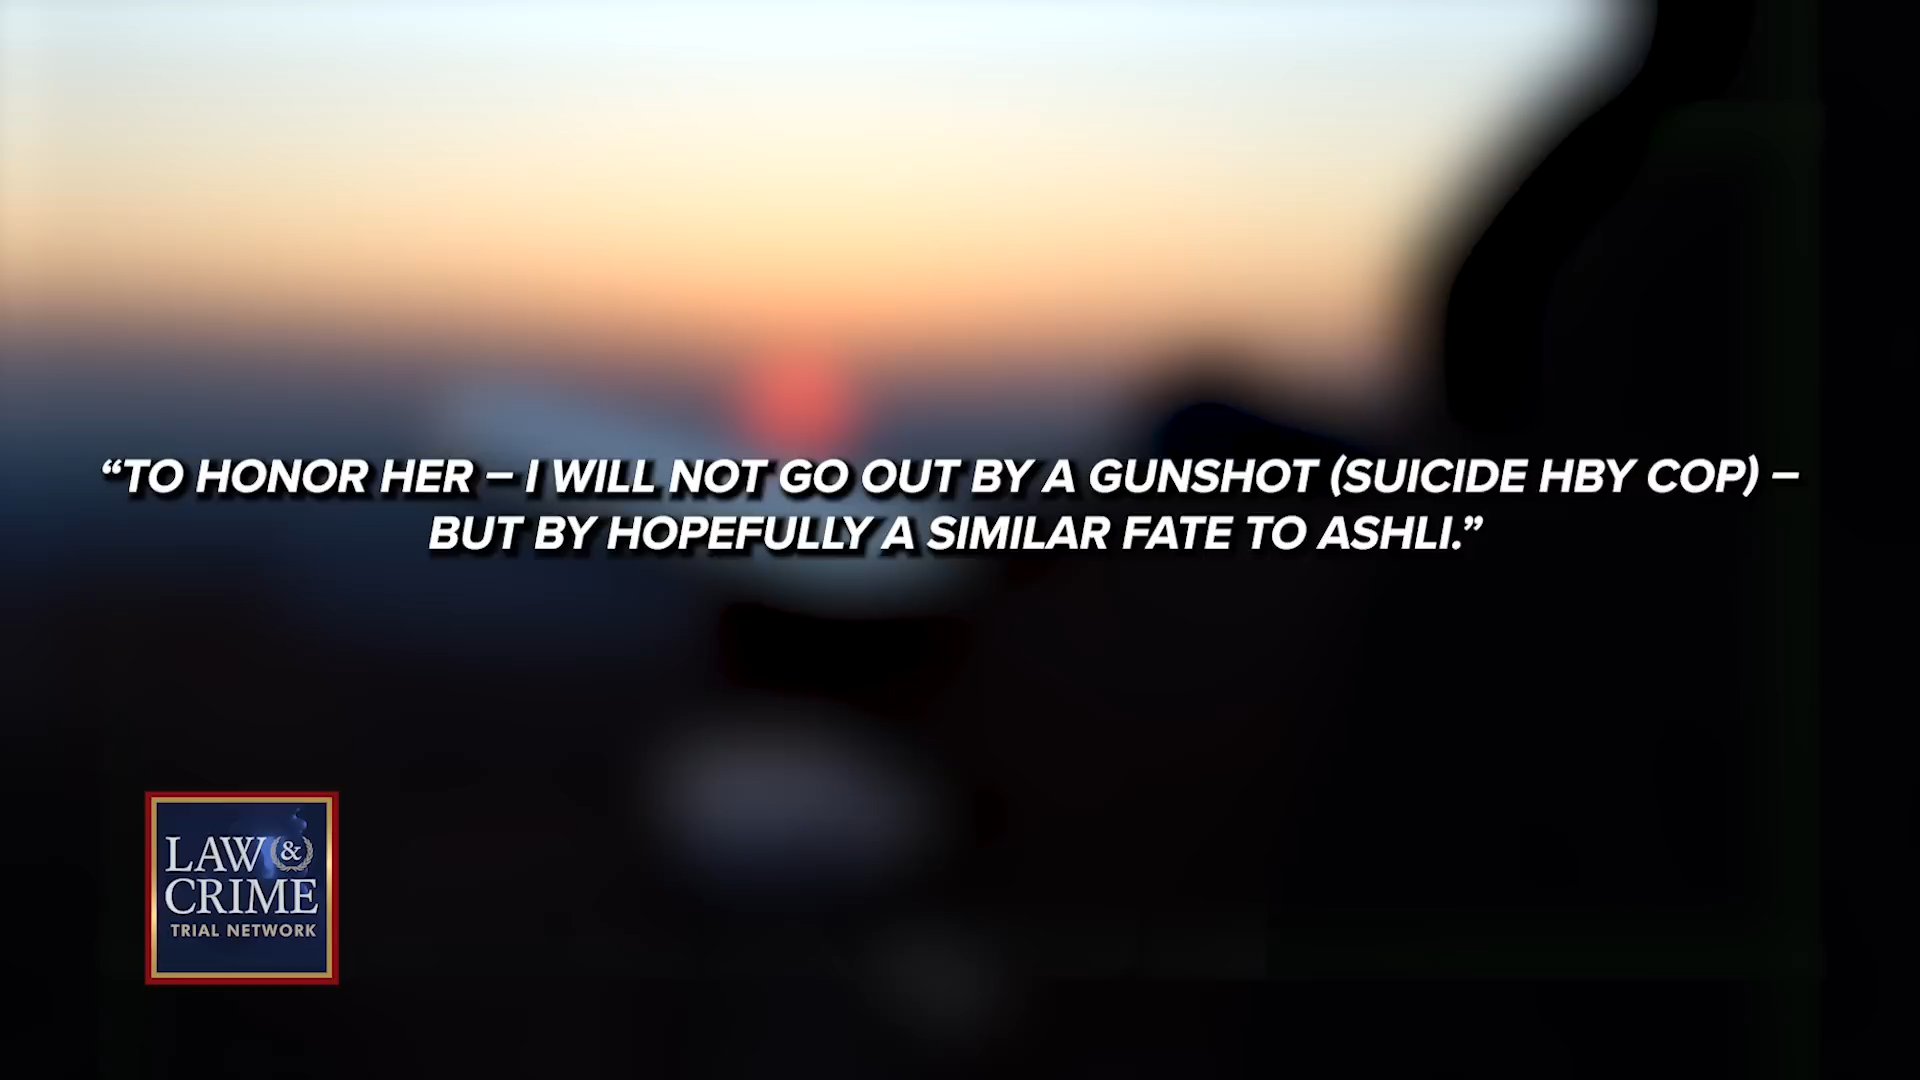 “TO HONOR HER – I WILL NOT GO OUT BY A GUNSHOT (SUICIDE HBY COP) –
BUT BY HOPEFULLY A SIMILAR FATE TO ASHLI.”
LAW &
CRIME
TRIAL NETWORK